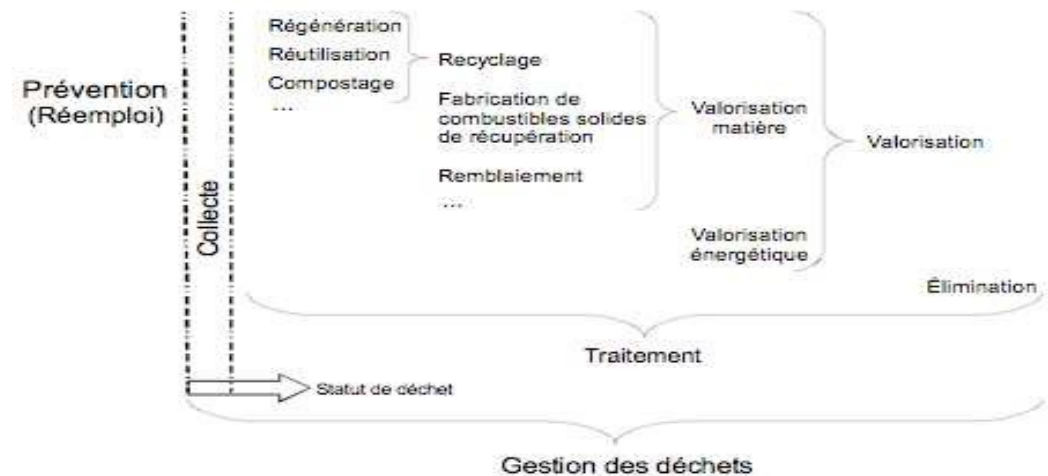 Prévention
(Réemploi)
Collecte
Régénération
Réutilisation
Compostage
...
Recyclage
Fabrication de
combustibles solides
de récupération
Remblaiement
...
Valorisation
matière
Valorisation
énergétique
Valorisation
Élimination
Traitement
Statut de déchet
Gestion des déchets